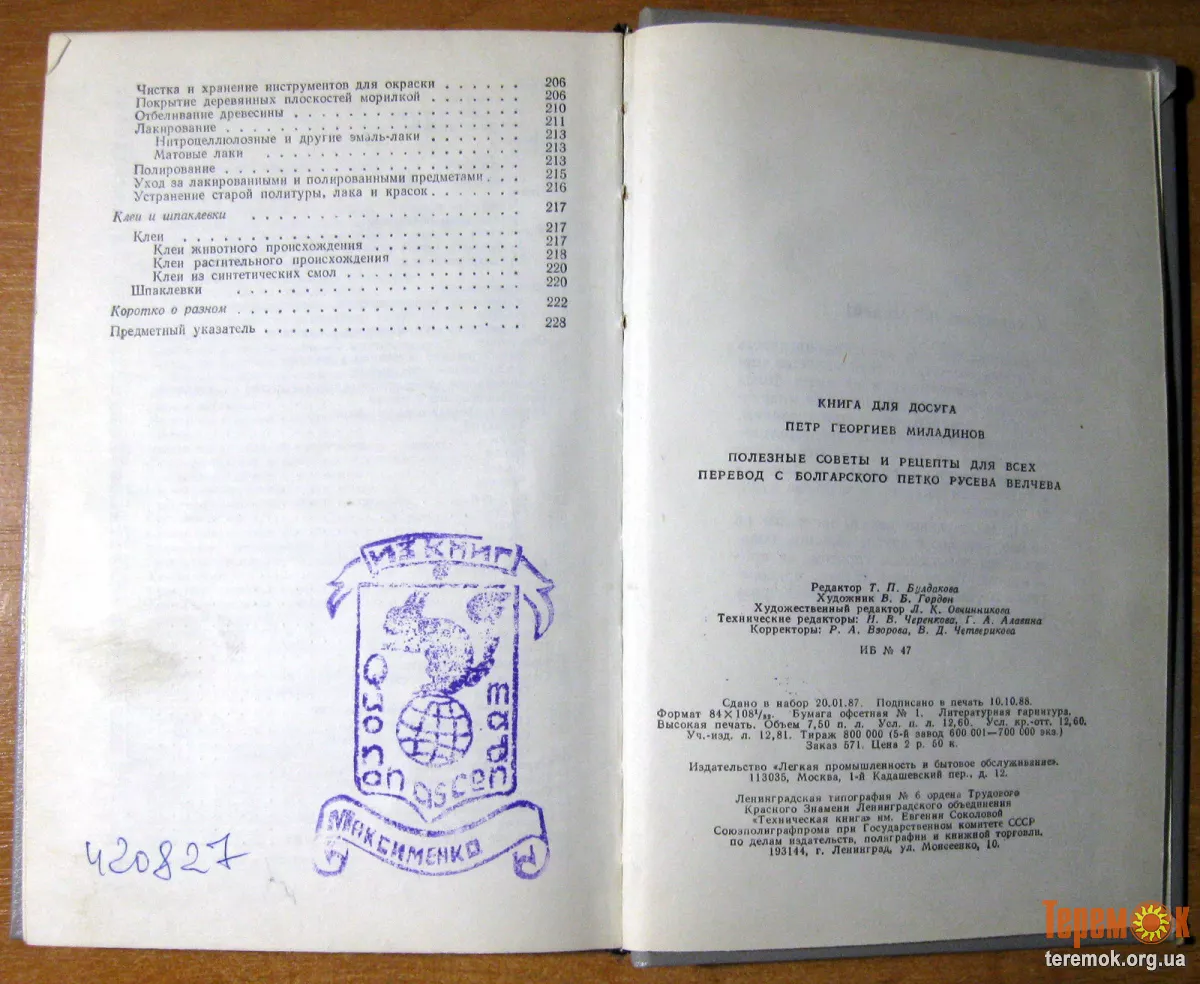 Чистка и хранение инструментов для окраски . . . . . . 206
Покрытие деревянных плоскостей морилкой . . . . . . . 206
Отбеливание древесины . . . . . . . . . . . . . . . . 210
Лакирование . . . . . . . . . . . . . . . . . . . . . 211
Нитроцеллюлозные и другие эмаль-лаки . . . . . . . 213
Матовые лаки . . . . . . . . . . . . . . . . . . 213
Полирование . . . . . . . . . . . . . . . . . . . . . 213
Уход за лакированными и полированными предметами . . . 215
Устранение старой политуры, лака и красок . . . . . . . 216
Клеи и шпаклевки . . . . . . . . . . . . . . . . . . 217
Клеи . . . . . . . . . . . . . . . . . . . . . . . . 217
Клеи животного происхождения . . . . . . . . . . . 217
Клеи растительного происхождения . . . . . . . . . 218
Клеи из синтетических смол . . . . . . . . . . . . 220
Шпаклевки . . . . . . . . . . . . . . . . . . . . 220
Коротко о разном . . . . . . . . . . . . . . . . . . . 222
Предметный указатель . . . . . . . . . . . . . . . . . 228
ИЗ КНИГ
МАКСИМЕНКО
420827
КНИГА ДЛЯ ДОСУГА
ПЕТР ГЕОРГИЕВ МИЛАДИНОВ
ПОЛЕЗНЫЕ СОВЕТЫ И РЕЦЕПТЫ ДЛЯ ВСЕХ
ПЕРЕВОД С БОЛГАРСКОГО ПЕТКО РУСЕВА ВЕЛЧЕВА
Редактор Т. П. Булдакова
Художник В. Б. Гордон
Художественный редактор Л. К. Овчинникова
Технические редакторы: Н. В. Черенкова, Г. А. Алавина
Корректоры: Р. А. Взорова, В. Д. Четверикова
ИБ № 47
Сдано в набор 20.01.87. Подписано в печать 10.10.86.
Формат 84×108¹/₃₂. Бумага офсетная № 1. Литературная гарнитура.
Высокая печать. Объем 7,50 п. л. Усл. п. л. 12,60. Усл. кр.-отт. 12,60.
Уч.-изд. л. 12,81. Тираж 800 000 (5-й завод 600 001—700 000 экз.)
Заказ 571. Цена 2 р. 50 к.
Издательство «Легкая промышленность и бытовое обслуживание».
113035, Москва, 1-й Кадашевский пер., д. 12.
Ленинградская типография № 6 ордена Трудового
Красного Знамени Ленинградского объединения
«Техническая книга» им. Евгении Соколовой
Союзполиграфпрома при Государственном комитете СССР
по делам издательств, полиграфии и книжной торговли.
193144, г. Ленинград, ул. Моисеенко, 10.
Теремок
teremok.org.ua